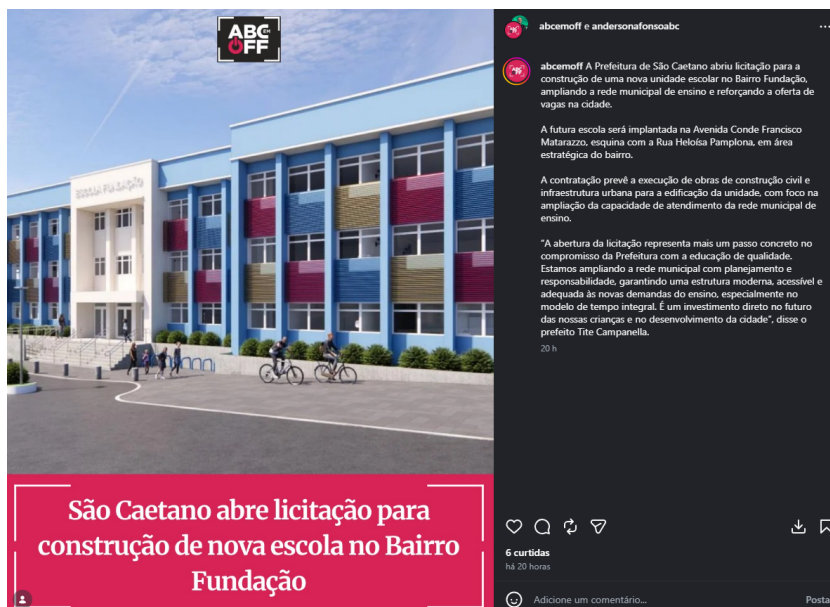 ABC EM
OFF
ESCOLA FUNDAÇÃO
São Caetano abre licitação para
construção de nova escola no Bairro
Fundação
abcemoff e andersonafonsoabc
abcemoff A Prefeitura de São Caetano abriu licitação para a
construção de uma nova unidade escolar no Bairro Fundação,
ampliando a rede municipal de ensino e reforçando a oferta de
vagas na cidade.
A futura escola será implantada na Avenida Conde Francisco
Matarazzo, esquina com a Rua Heloísa Pamplona, em área
estratégica do bairro.
A contratação prevê a execução de obras de construção civil e
infraestrutura urbana para a edificação da unidade, com foco na
ampliação da capacidade de atendimento da rede municipal de
ensino.
"A abertura da licitação representa mais um passo concreto no
compromisso da Prefeitura com a educação de qualidade.
Estamos ampliando a rede municipal com planejamento e
responsabilidade, garantindo uma estrutura moderna, acessível e
adequada às novas demandas do ensino, especialmente no
modelo de tempo integral. É um investimento direto no futuro
das nossas crianças e no desenvolvimento da cidade", disse o
prefeito Tite Campanella.
20 h
6 curtidas
há 20 horas
Adicione um comentário...
Posta